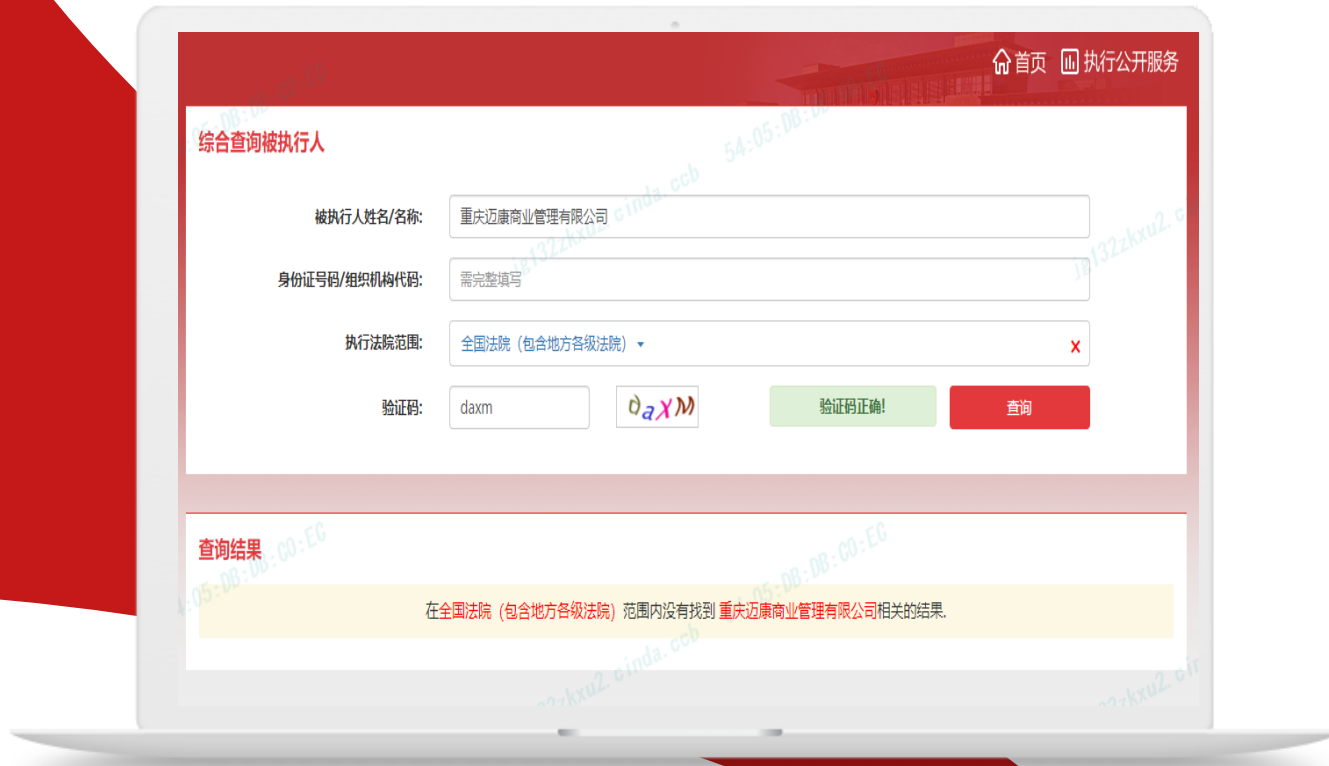 首页 执行公开服务
综合查询被执行人
被执行人姓名/名称: 重庆迈康商业管理有限公司
身份证号码/组织机构代码: 需完整填写
执行法院范围: 全国法院（包含地方各级法院） x
验证码: daxm DaXM 验证码正确! 查询
查询结果
在全国法院（包含地方各级法院）范围内没有找到 重庆迈康商业管理有限公司相关的结果.
54:05:DB:DB:C0:EC